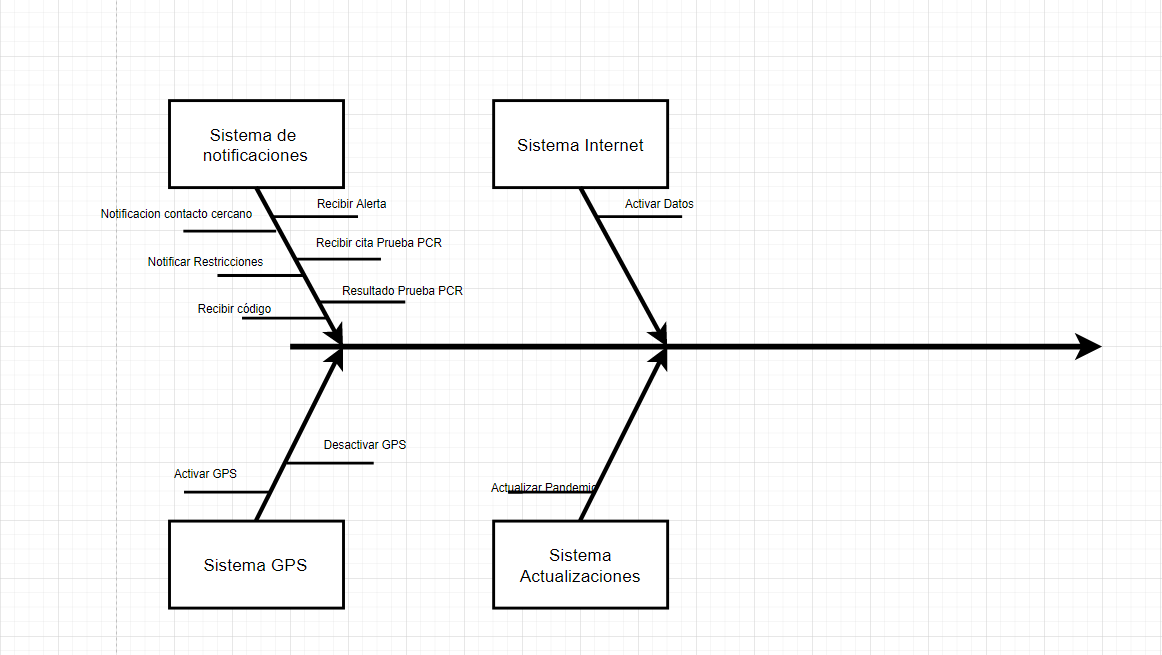 Sistema de
notificaciones
Sistema Internet
Recibir Alerta
Activar Datos
Notificacion contacto cercano
Recibir cita Prueba PCR
Notificar Restricciones
Resultado Prueba PCR
Recibir código
Desactivar GPS
Activar GPS
Actualizar Pandemic
Sistema GPS
Sistema
Actualizaciones